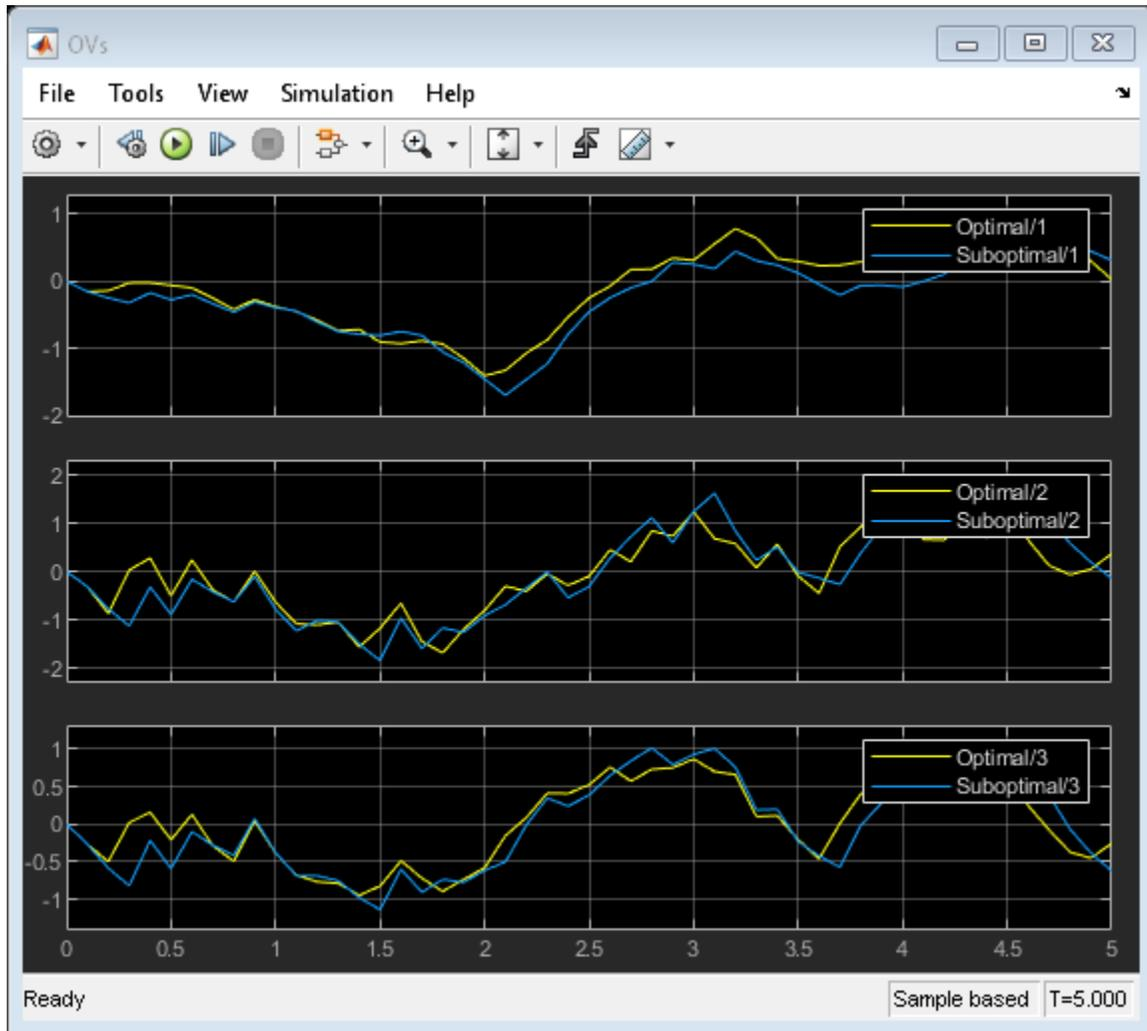 OVs
File Tools View Simulation Help
1
0
-1
-2
Optimal/1
Suboptimal/1
2
1
0
-1
-2
Optimal/2
Suboptimal/2
1
0.5
0
-0.5
-1
Optimal/3
Suboptimal/3
0 0.5 1 1.5 2 2.5 3 3.5 4 4.5 5
Ready Sample based T=5.000